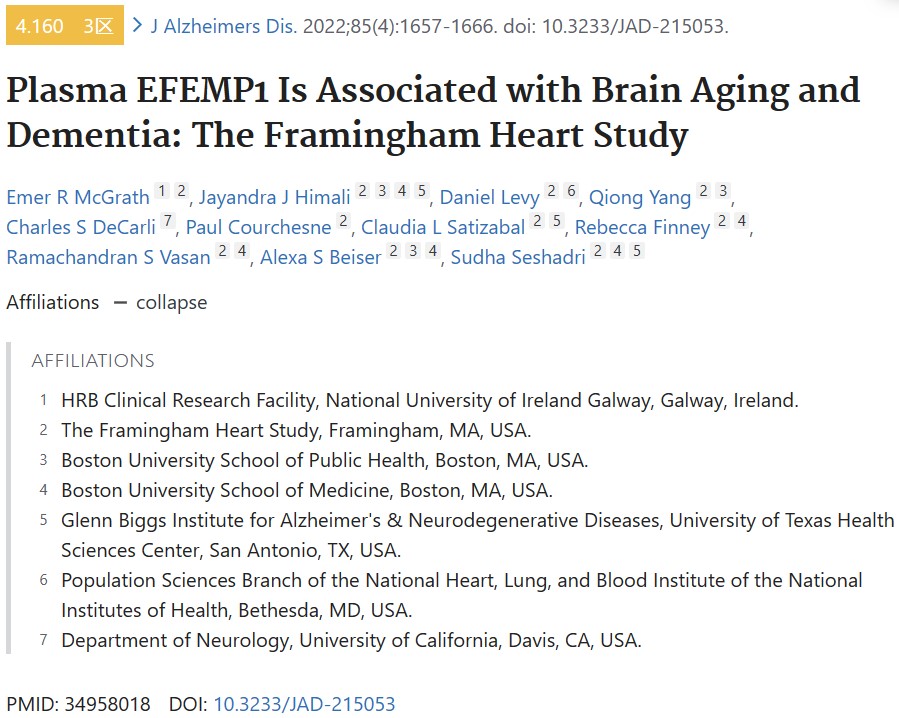 4.160 3区 > J Alzheimers Dis. 2022;85(4):1657-1666. doi: 10.3233/JAD-215053.
Plasma EFEMP1 Is Associated with Brain Aging and
Dementia: The Framingham Heart Study
Emer R McGrath 1 2, Jayandra J Himali 2 3 4 5, Daniel Levy 2 6, Qiong Yang 2 3,
Charles S DeCarli 7, Paul Courchesne 2, Claudia L Satizabal 2 5, Rebecca Finney 2 4,
Ramachandran S Vasan 2 4, Alexa S Beiser 2 3 4, Sudha Seshadri 2 4 5
Affiliations — collapse
AFFILIATIONS
1 HRB Clinical Research Facility, National University of Ireland Galway, Galway, Ireland.
2 The Framingham Heart Study, Framingham, MA, USA.
3 Boston University School of Public Health, Boston, MA, USA.
4 Boston University School of Medicine, Boston, MA, USA.
5 Glenn Biggs Institute for Alzheimer's & Neurodegenerative Diseases, University of Texas Health
Sciences Center, San Antonio, TX, USA.
6 Population Sciences Branch of the National Heart, Lung, and Blood Institute of the National
Institutes of Health, Bethesda, MD, USA.
7 Department of Neurology, University of California, Davis, CA, USA.
PMID: 34958018 DOI: 10.3233/JAD-215053